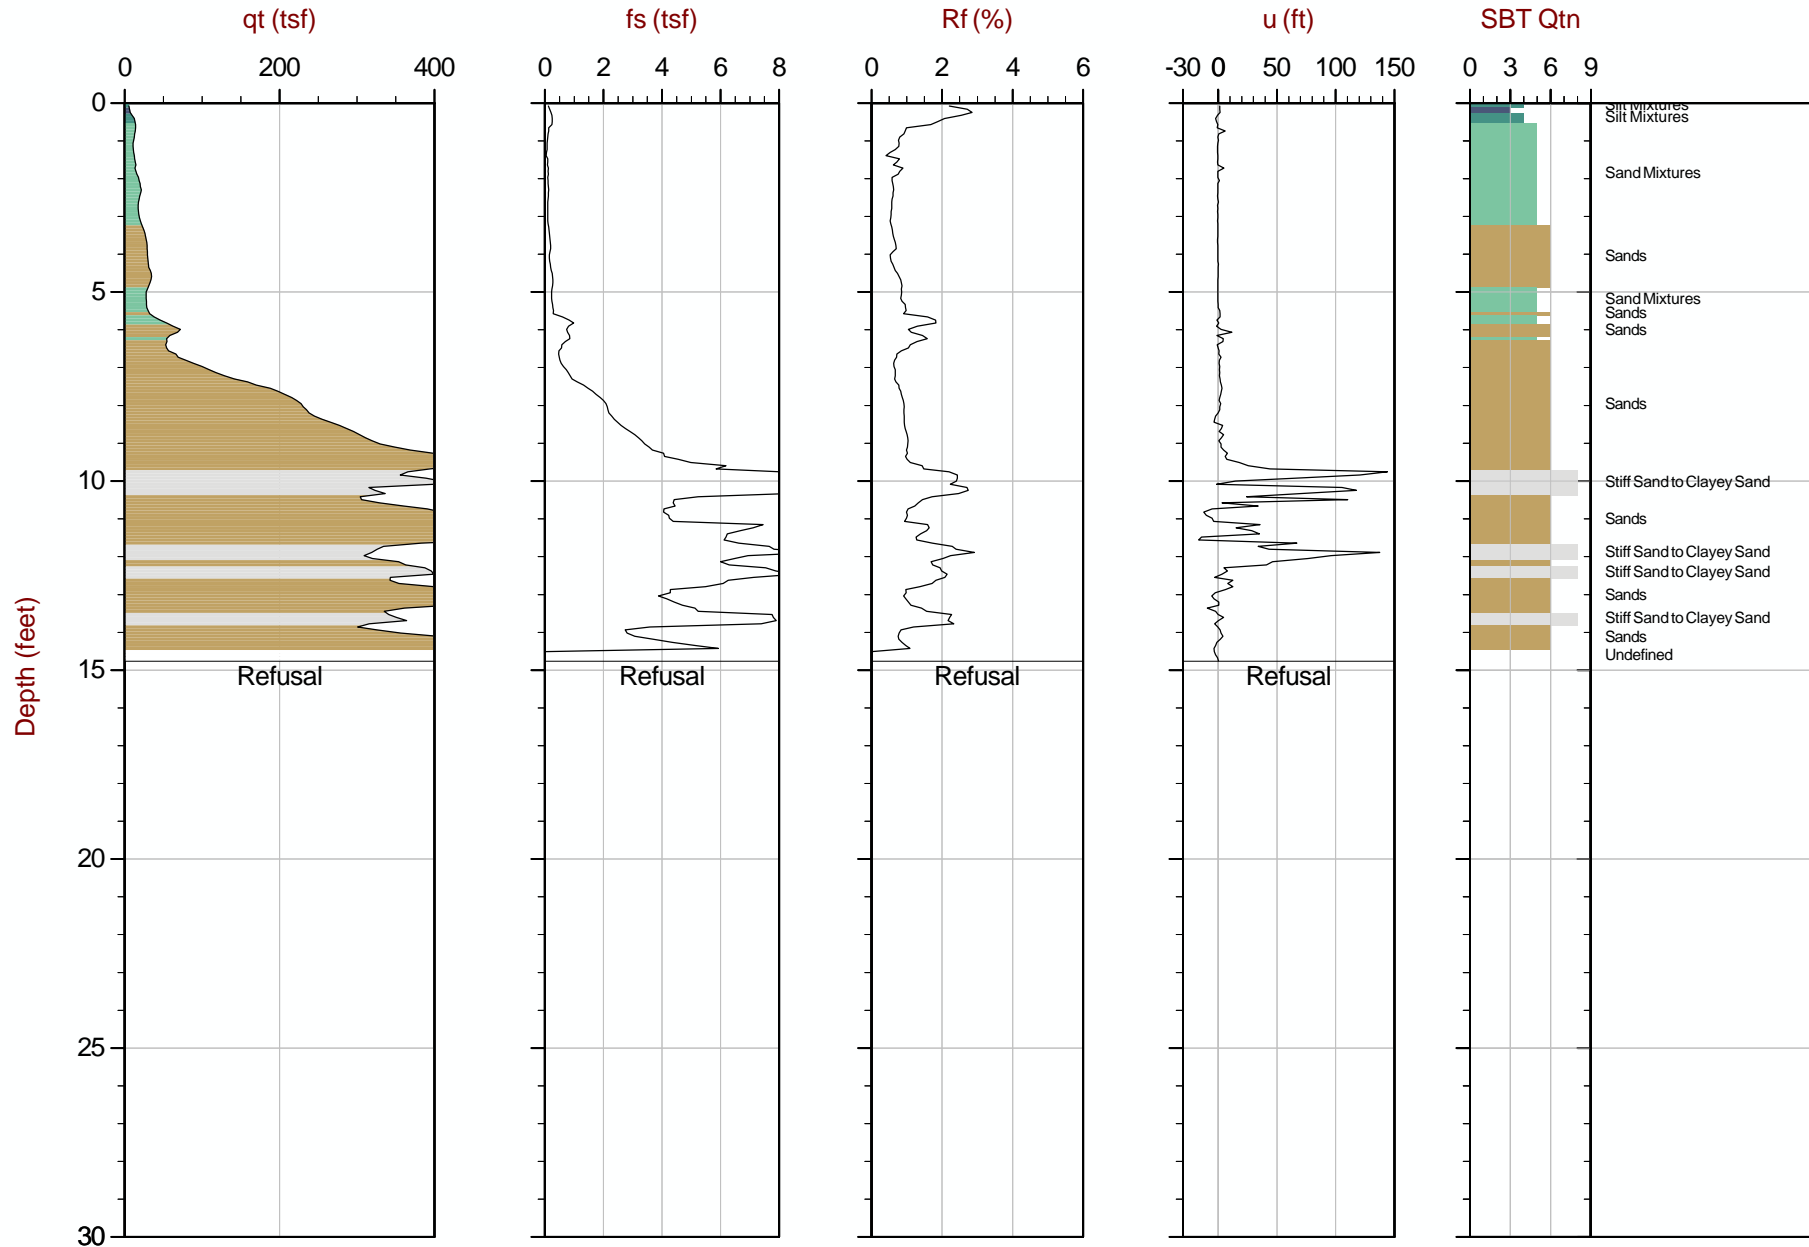 qt (tsf) fs (tsf) Rf (%) u (ft) SBT Qtn
0 200 400 0 2 4 6 8 0 2 4 6 -30 0 50 100 150 0 3 6 9
0
Silt Mixtures
Silt Mixtures
Sand Mixtures
Sands
5
Sand Mixtures
Sands
Sands
Sands
10
Stiff Sand to Clayey Sand
Sands
Stiff Sand to Clayey Sand
Stiff Sand to Clayey Sand
Sands
Stiff Sand to Clayey Sand
Sands
Undefined
15
Refusal Refusal Refusal Refusal
Depth (feet)
20
25
30